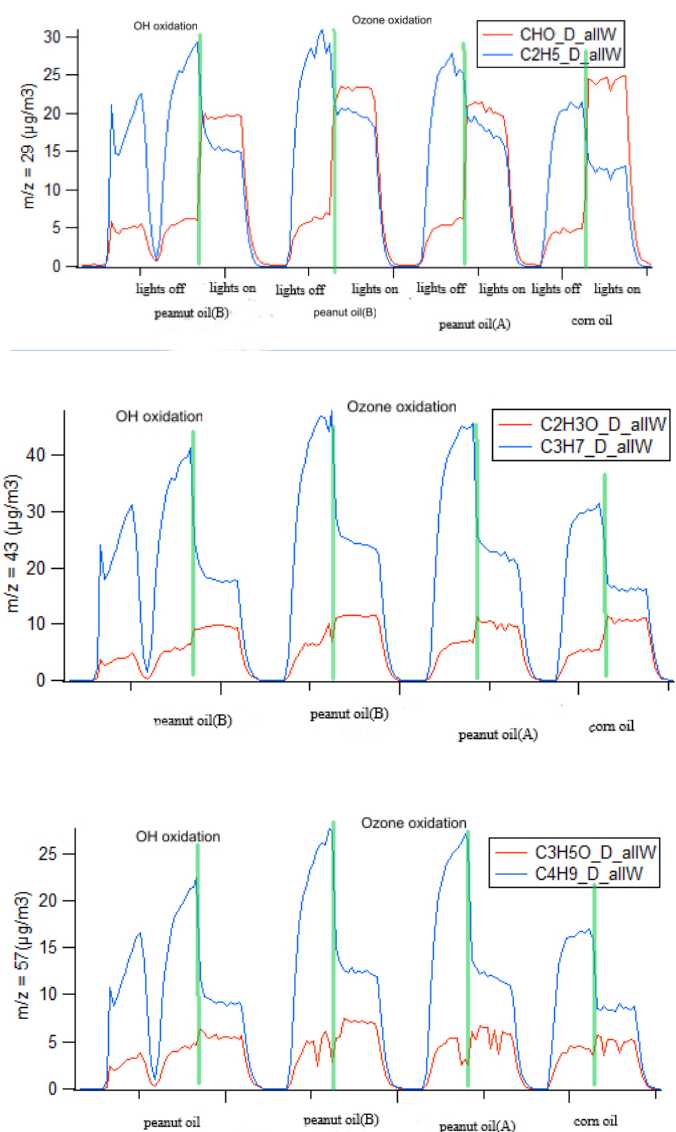 OH oxidation
Ozone oxidation
CHO_D_allW
C2H5_D_allW
m/z = 29 (µg/m3)
30
25
20
15
10
5
0
lights off
lights on
lights off
lights on
lights off
lights on
lights off
lights on
peamut oil(B)
peanut oil(B)
peanut oil(A)
corn oil
OH oxidation
Ozone oxidation
C2H3O_D_allW
C3H7_D_allW
m/z = 43 (µg/m3)
40
30
20
10
0
peanut oil(B)
peanut oil(B)
peanut oil(A)
corn oil
OH oxidation
Ozone oxidation
C3H5O_D_allW
C4H9_D_allW
m/z = 57(µg/m3)
25
20
15
10
5
0
peanut oil
peanut oil(B)
peanut oil(A)
corn oil